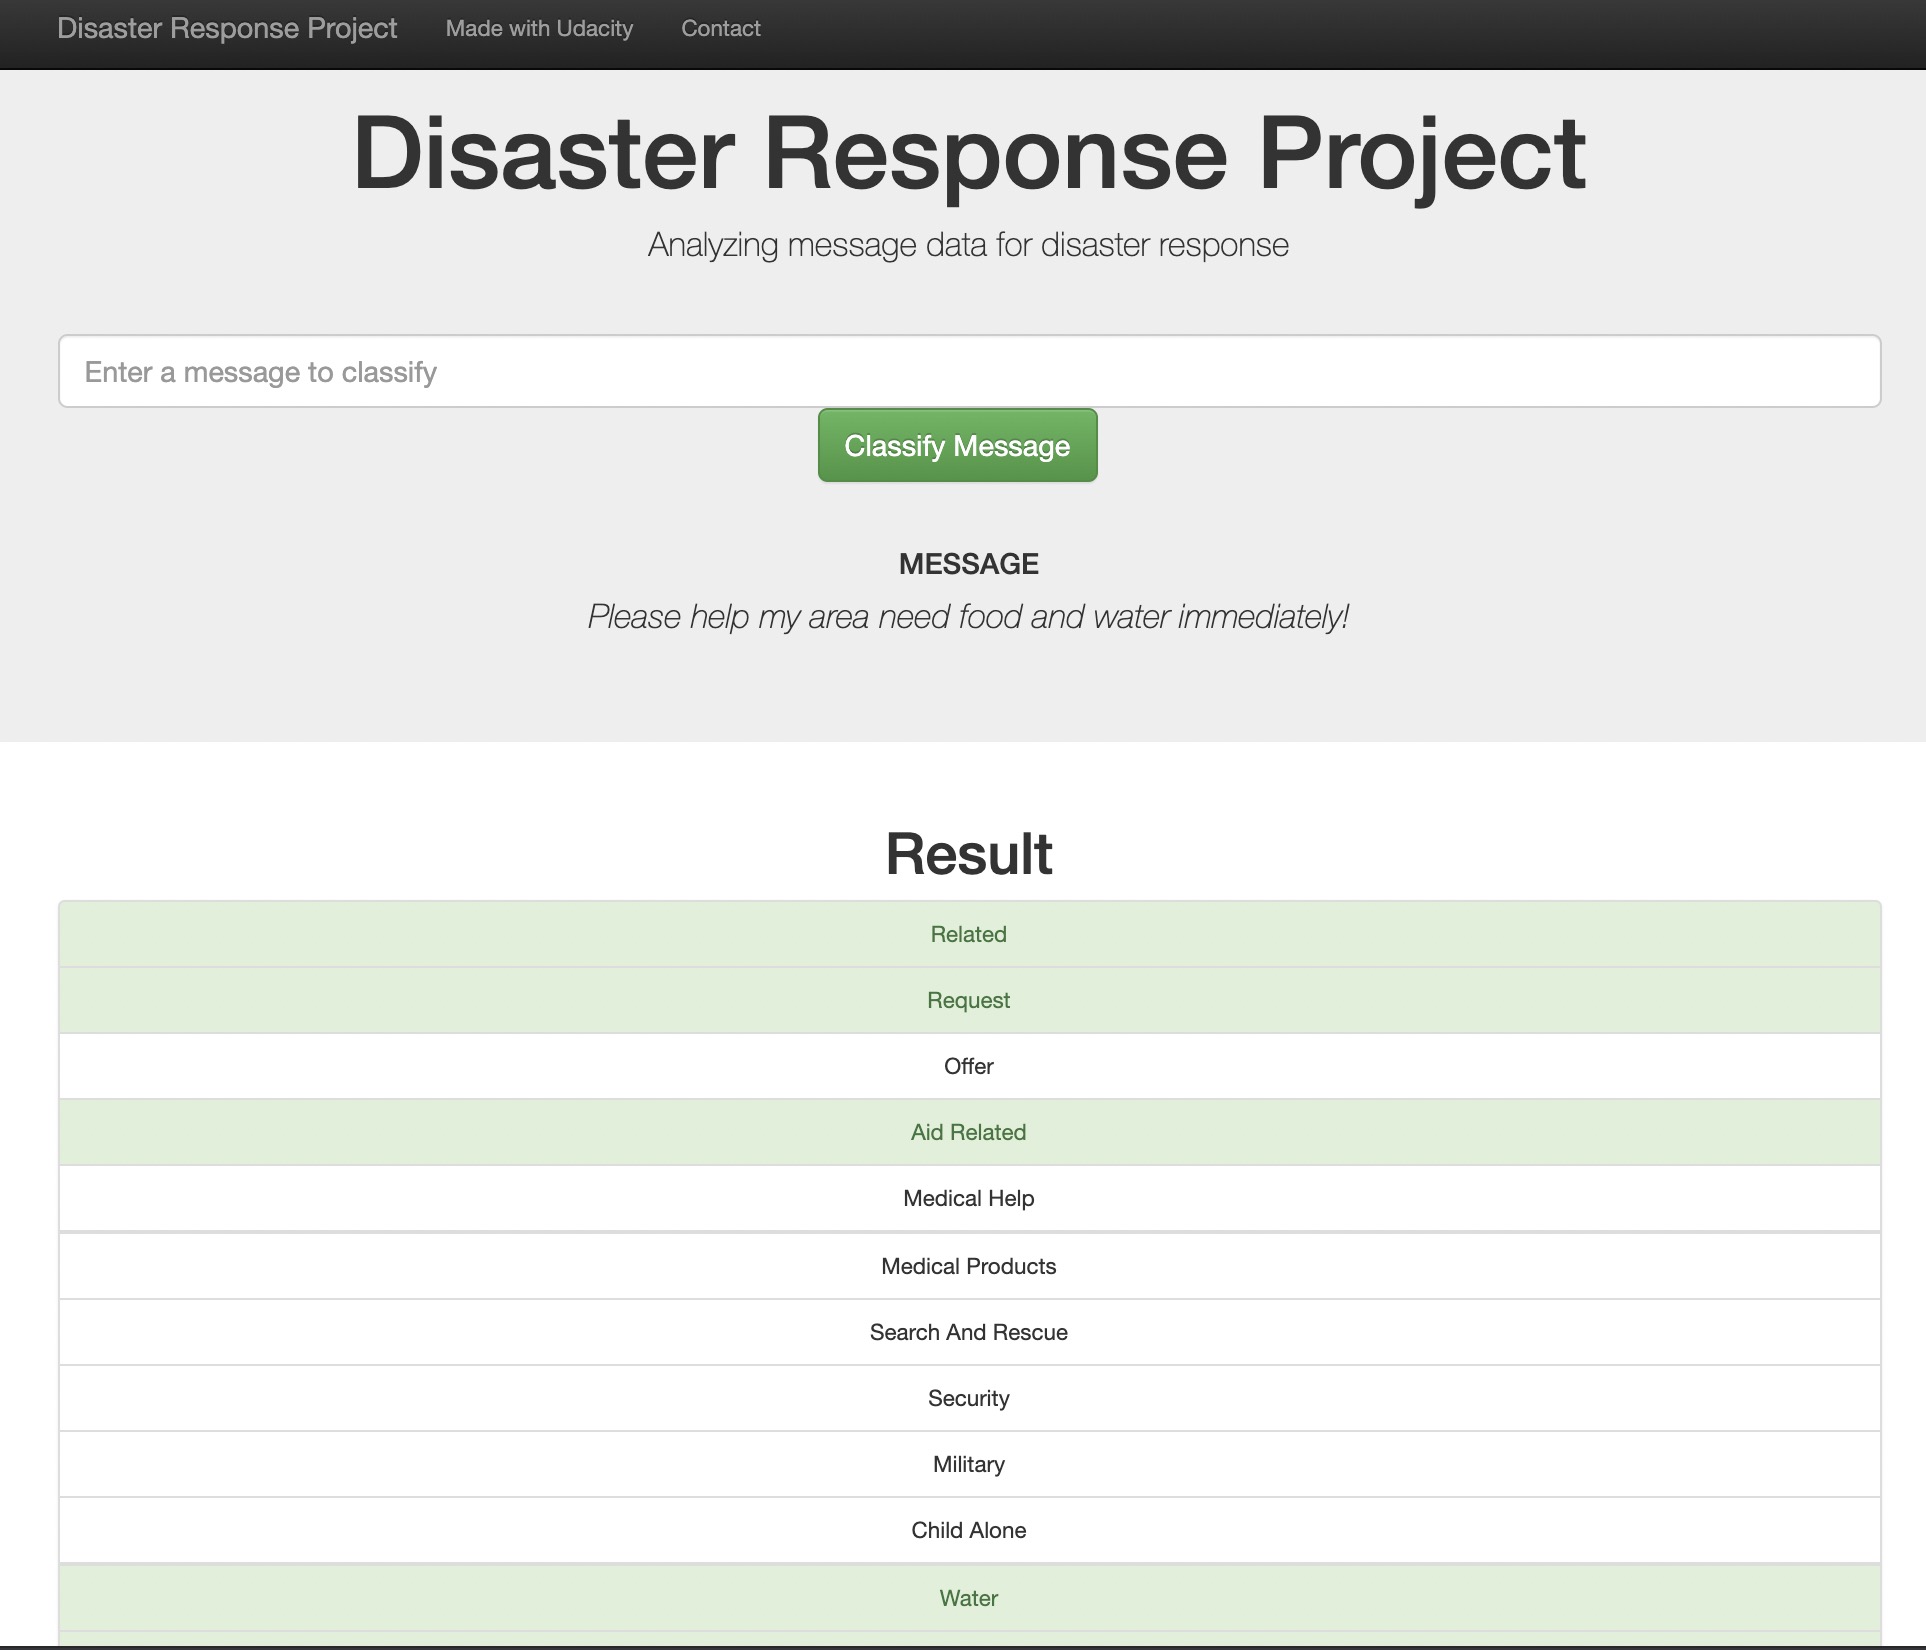 Disaster Response Project Made with Udacity Contact
Disaster Response Project
Analyzing message data for disaster response
Enter a message to classify
Classify Message
MESSAGE
Please help my area need food and water immediately!
Result
Related
Request
Offer
Aid Related
Medical Help
Medical Products
Search And Rescue
Security
Military
Child Alone
Water